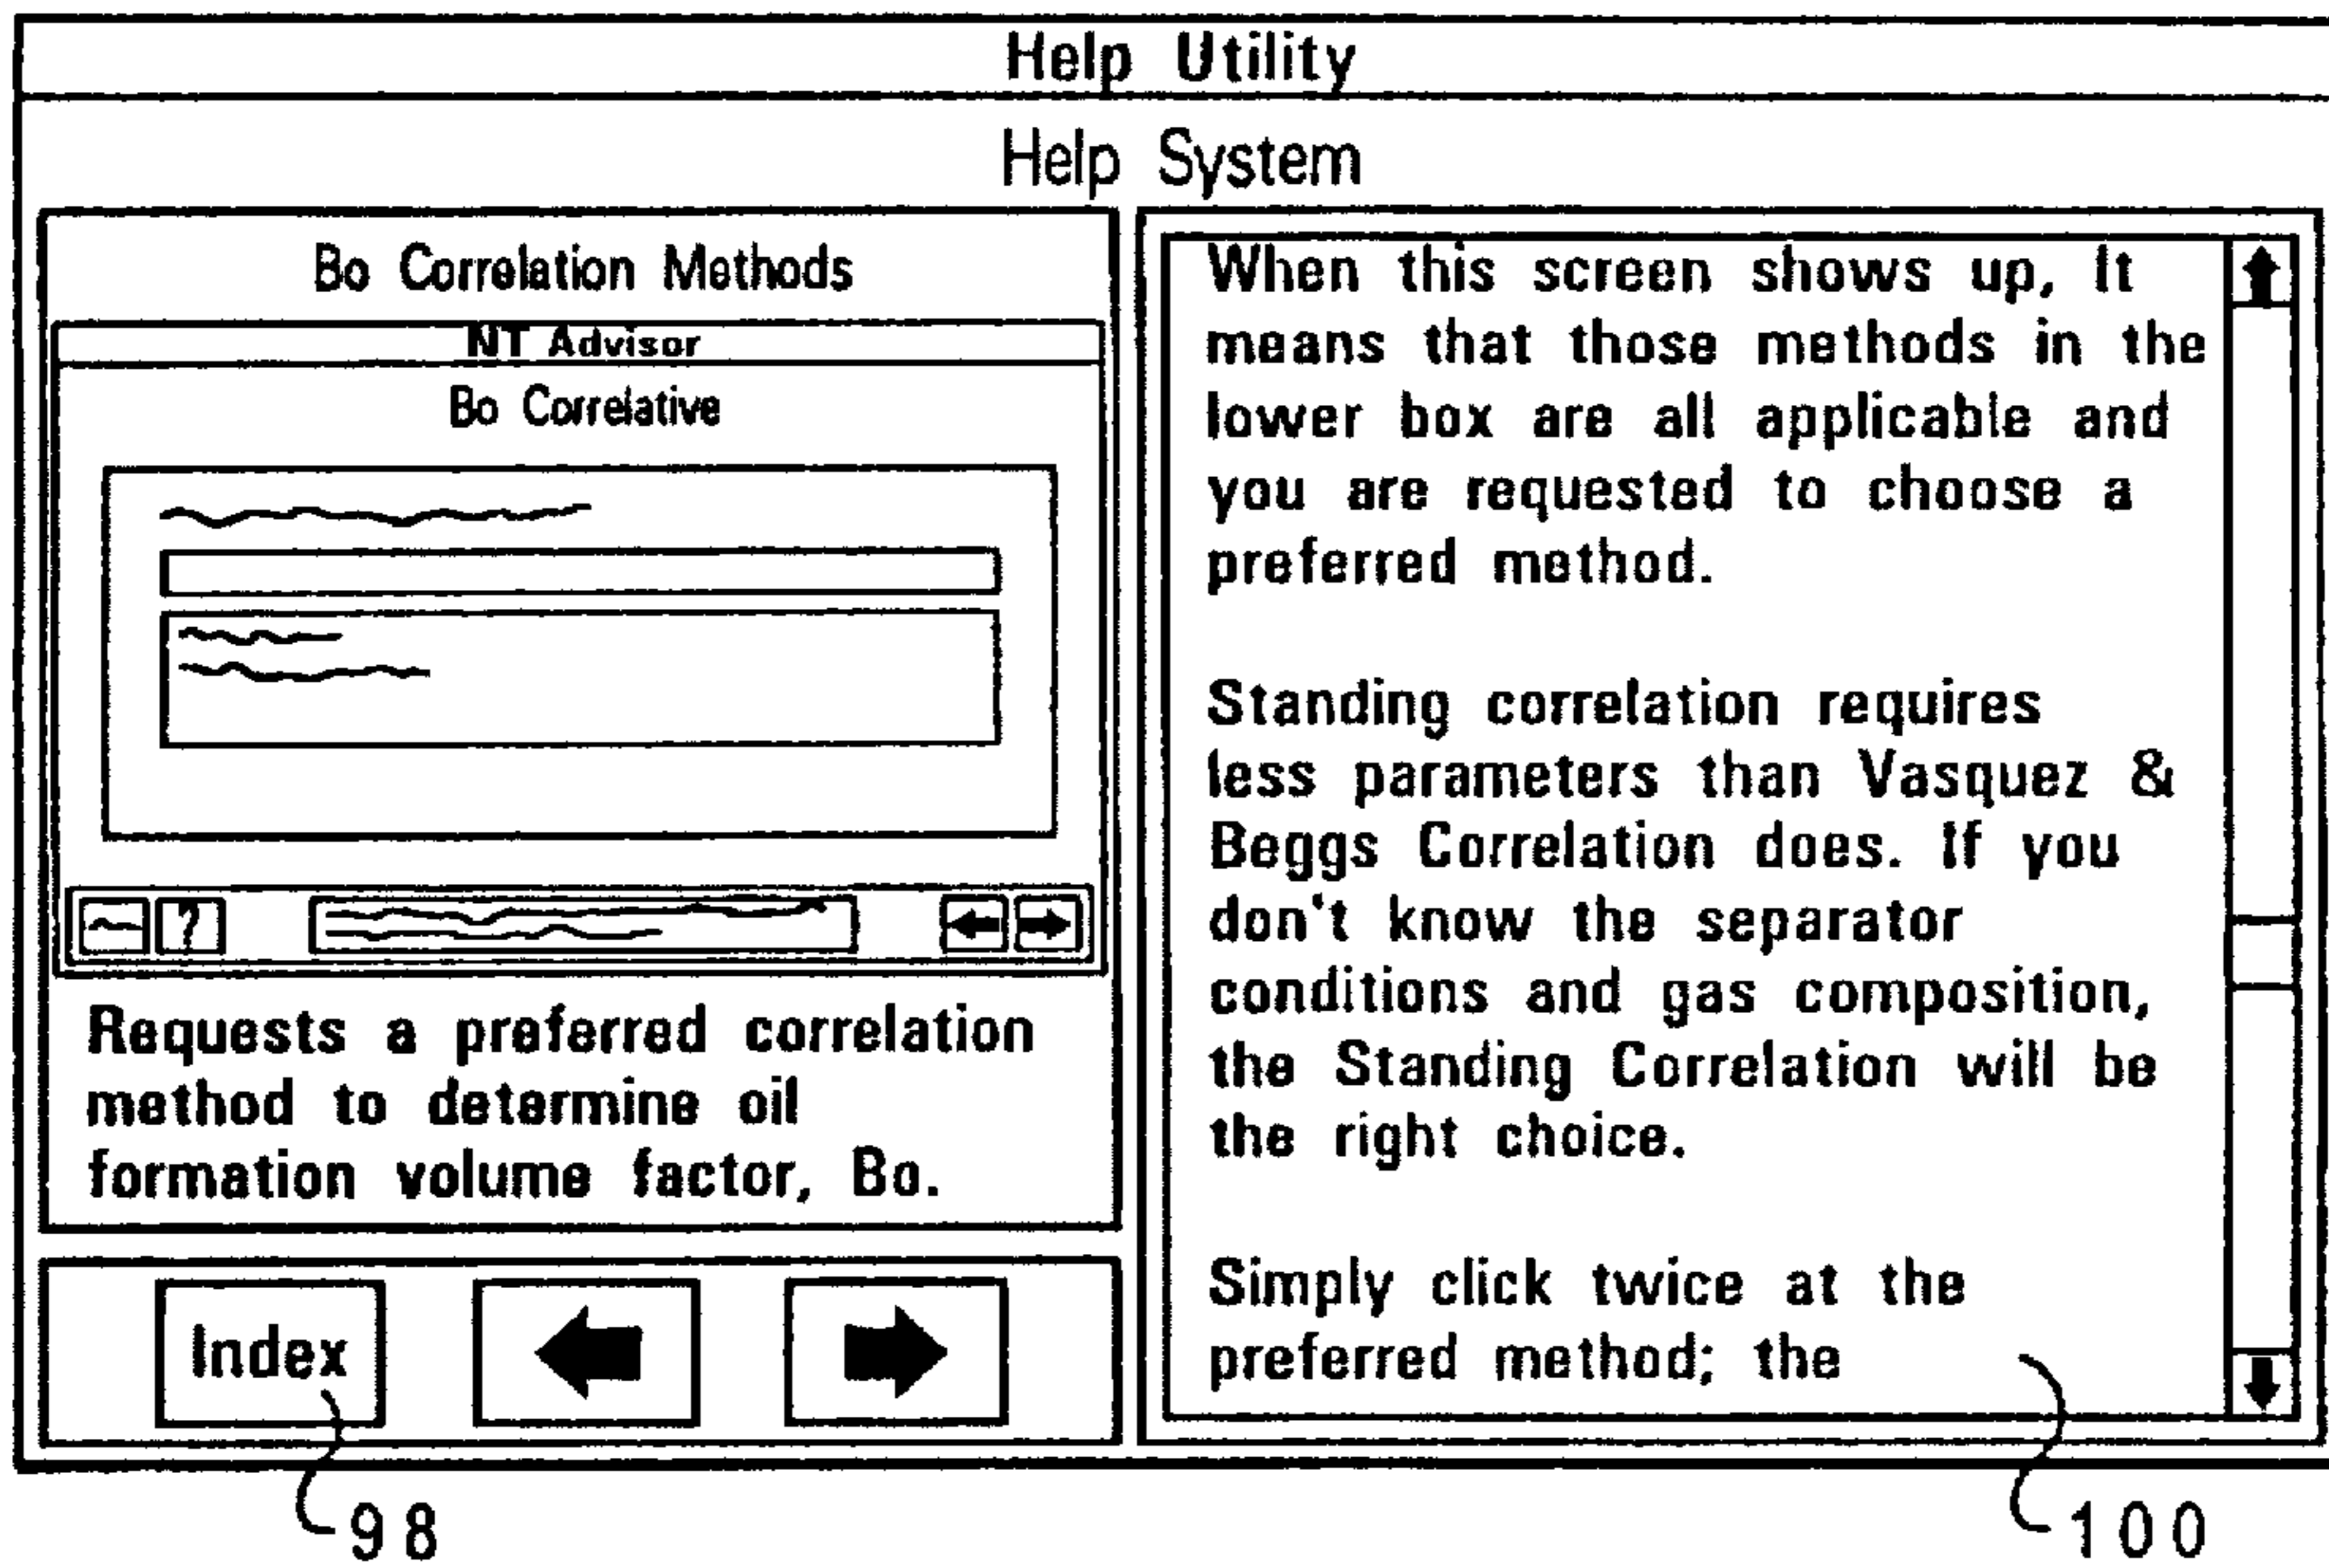 Help Utility
Help System
Bo Correlation Methods
NT Advisor
Bo Correlative
?
Requests a preferred correlation
method to determine oil
formation volume factor, Bo.
Index
When this screen shows up, It
means that those methods in the
lower box are all applicable and
you are requested to choose a
preferred method.
Standing correlation requires
less parameters than Vasquez &
Beggs Correlation does. If you
don't know the separator
conditions and gas composition,
the Standing Correlation will be
the right choice.
Simply click twice at the
preferred method; the
98
100